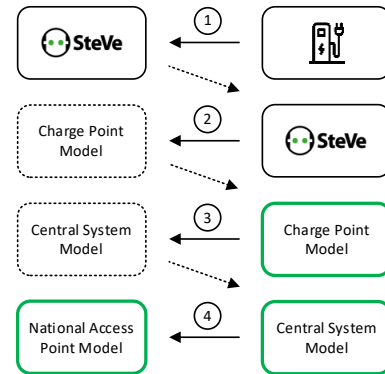 SteVe
1
2
Charge Point
Model
SteVe
3
Central System
Model
Charge Point
Model
4
National Access
Point Model
Central System
Model